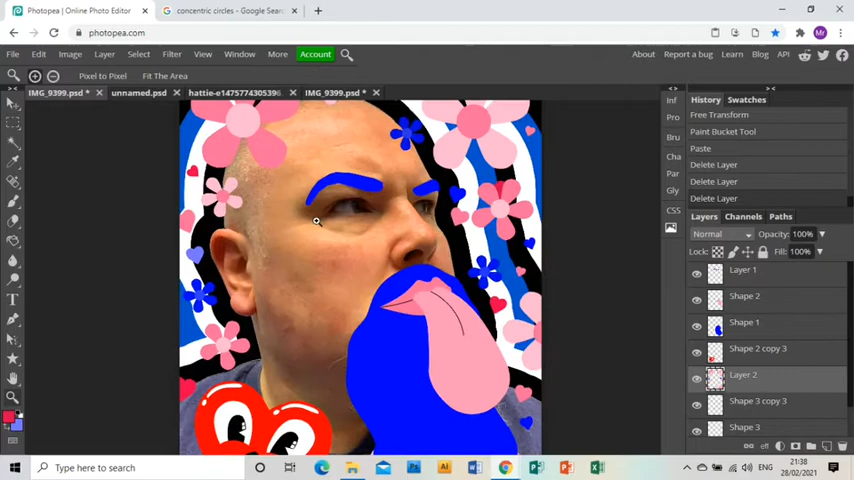 Photopea | Online Photo Editor
concentric circles - Google Sear
photopea.com
File Edit Image Layer Select Filter View Window More Account
About Report a bug Learn Blog API
Pixel to Pixel Fit The Area
IMG_9399.psd *
unnamed.psd
hattie-e1475774305396.
IMG_9399.psd *
Inf
Pro
Bru
Cha
Par
Gly
CSS
History Swatches
Free Transform
Paint Bucket Tool
Paste
Delete Layer
Delete Layer
Delete Layer
Layers Channels Paths
Normal Opacity: 100%
Lock: Fill: 100%
Layer 1
Shape 2
Shape 1
Shape 2 copy 3
Layer 2
Shape 3 copy 3
Shape 3
eff
Type here to search
ENG
21:38
28/02/2021